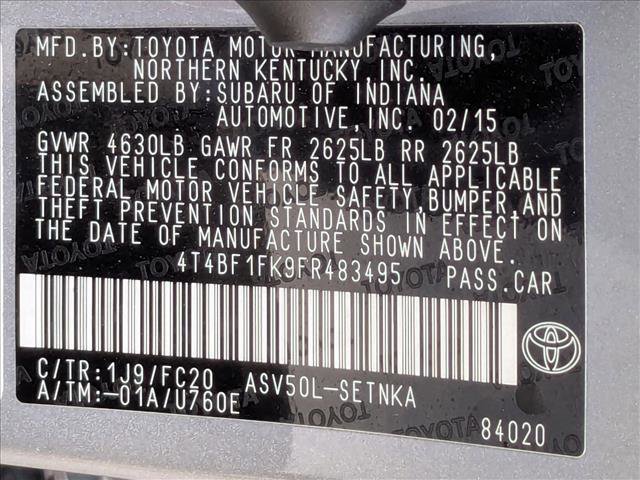 MFD.BY:TOYOTA MOTOR MANUFACTURING,
NORTHERN KENTUCKY,INC.
ASSEMBLED BY:SUBARU OF INDIANA
AUTOMOTIVE,INC. 02/15
GVWR 4630LB GAWR FR 2625LB RR 2625LB
THIS VEHICLE CONFORMS TO ALL APPLICABLE
FEDERAL MOTOR VEHICLE SAFETY,BUMPER,AND
THEFT PREVENTION STANDARDS IN EFFECT ON
THE DATE OF MANUFACTURE SHOWN ABOVE.
4T4BF1FK9FR483495 PASS.CAR
C/TR:1J9/FC20 ASV50L-SETNKA
A/TM:-01A/U760E
84020